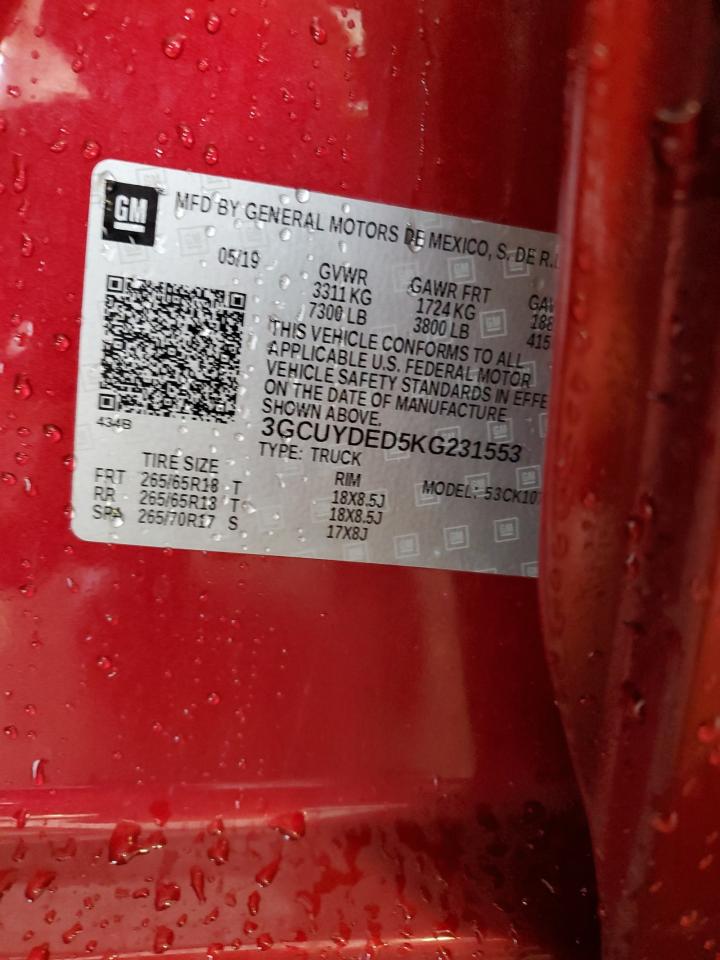 GM
MFD BY GENERAL MOTORS DE MEXICO, S. DE R.
05/19
GVWR GAWR FRT
3311 KG 1724 KG 188
7300 LB 3800 LB 415
THIS VEHICLE CONFORMS TO ALL
APPLICABLE U.S. FEDERAL MOTOR
VEHICLE SAFETY STANDARDS IN EFFE
ON THE DATE OF MANUFACTURE
SHOWN ABOVE.
434B
3GCUYDED5KG231553
TYPE: TRUCK
MODEL: 53CK107
TIRE SIZE RIM
FRT 265/65R18 T 18X8.5J
RR 265/65R18 T 18X8.5J
SPA 265/70R17 S 17X8J